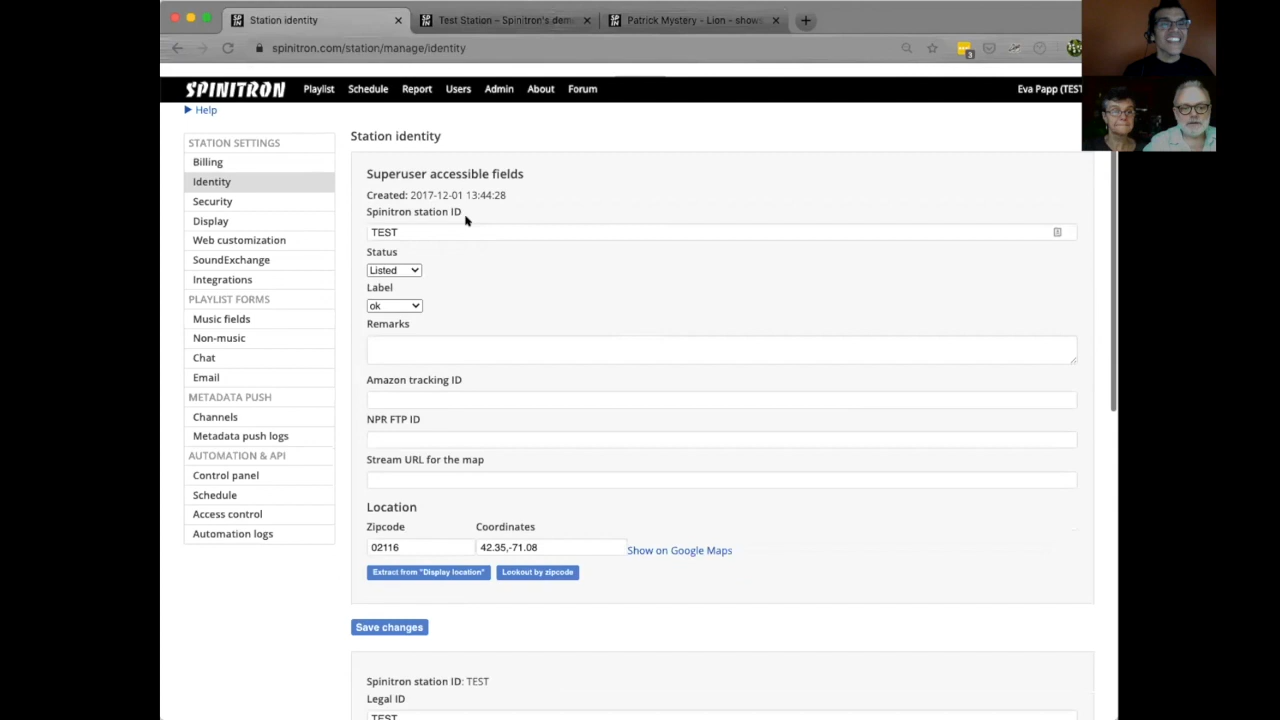 Station identity
Test Station – Spinitron's dem
Patrick Mystery - Lion - shows
spinitron.com/station/manage/identity
3
SPINITRON
Playlist
Schedule
Report
Users
Admin
About
Forum
Eva Papp (TEST
Help
STATION SETTINGS
Billing
Identity
Security
Display
Web customization
SoundExchange
Integrations
PLAYLIST FORMS
Music fields
Non-music
Chat
Email
METADATA PUSH
Channels
Metadata push logs
AUTOMATION & API
Control panel
Schedule
Access control
Automation logs
Station identity
Superuser accessible fields
Created: 2017-12-01 13:44:28
Spinitron station ID
TEST
Status
Listed
Label
ok
Remarks
Amazon tracking ID
NPR FTP ID
Stream URL for the map
Location
Zipcode
Coordinates
02116
42.35,-71.08
Show on Google Maps
Extract from "Display location"
Lookout by zipcode
Save changes
Spinitron station ID: TEST
Legal ID
TEST